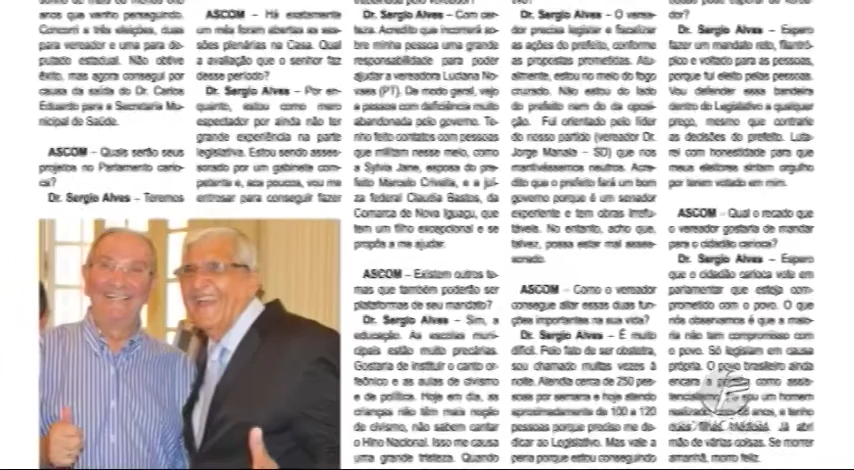 anos que venho perseguindo.
Concorri a três eleições, duas
para vereador e uma para de-
putado estadual. Não obtive
êxito, mas agora consegui por
causa da saída do Dr. Carlos
Eduardo para a Secretaria Mu-
nicipal de Saúde.
ASCOM – Quais serão seus
projetos no Parlamento cario-
ca?
Dr. Sergio Alves – Teremos
ASCOM – Há exatamente
um mês foram abertas as ses-
sões plenárias na Casa. Qual
a avaliação que o senhor faz
desse período?
Dr. Sergio Alves – Por en-
quanto, estou como mero
espectador por ainda não ter
grande experiência na parte
legislativa. Estou sendo asses-
sorado por um gabinete com-
petente e, aos poucos, vou me
entrosar para conseguir fazer
Dr. Sergio Alves – Com cer-
teza. Acredito que incorrerá so-
bre minha pessoa uma grande
responsabilidade para poder
ajudar a vereadora Luciana No-
vaes (PT). De modo geral, vejo
a pessoa com deficiência muito
abandonada pelo governo. Te-
nho feito contatos com pessoas
que militam nesse meio, como
a Sylvia Jane, esposa do pre-
feito Marcelo Crivella, e a juí-
za federal Claudia Bastos, da
Comarca de Nova Iguaçu, que
tem um filho excepcional e se
propôs a me ajudar.
ASCOM – Existem outros te-
mas que também poderão ser
plataformas de seu mandato?
Dr. Sergio Alves – Sim, a
educação. As escolas muni-
cipais estão muito precárias.
Gostaria de instituir o canto or-
feônico e as aulas de civismo
e de política. Hoje em dia, as
crianças não têm mais noção
de civismo, não sabem cantar
o Hino Nacional. Isso me causa
uma grande tristeza. Quando
Dr. Sergio Alves – O verea-
dor precisa legislar e fiscalizar
as ações do prefeito, conforme
as propostas prometidas. Atu-
almente, estou no meio do fogo
cruzado. Não estou do lado
do prefeito nem do da oposi-
ção. Fui orientado pelo líder
do nosso partido (vereador Dr.
Jorge Manaia – SD) que nos
mantivéssemos neutros. Acre-
dito que o prefeito fará um bom
governo porque é um senador
experiente e tem obras irrefu-
táveis. No entanto, acho que,
talvez, possa estar mal asses-
sorado.
ASCOM – Como o vereador
consegue aliar essas duas fun-
ções importantes na sua vida?
Dr. Sergio Alves – É muito
difícil. Pelo fato de ser obstetra,
sou chamado muitas vezes à
noite. Atendia cerca de 250 pes-
soas por semana e hoje atendo
aproximadamente de 100 a 120
pessoas porque preciso me de-
dicar ao Legislativo. Mas vale a
pena porque estou conseguindo
dor?
Dr. Sergio Alves – Espero
fazer um mandato reto, filantró-
pico e voltado para as pessoas,
porque fui eleito pelas pessoas.
Vou defender essa bandeira
dentro do Legislativo a qualquer
preço, mesmo que contrarie
as decisões do prefeito. Luta-
rei com honestidade para que
meus eleitores sintam orgulho
por terem votado em mim.
ASCOM – Qual o recado que
o vereador gostaria de mandar
para o cidadão carioca?
Dr. Sergio Alves – Espero
que o cidadão carioca vote em
parlamentar que esteja com-
prometido com o povo. O que
nós observamos é que a maio-
ria não tem compromisso com
o povo. Só legislam em causa
própria. O povo brasileiro ainda
encara o como assis-
sou um homem
anos, e tenho
duas filhas médicas. Já abri
mão de várias coisas. Se morrer
amanhã, morro feliz.